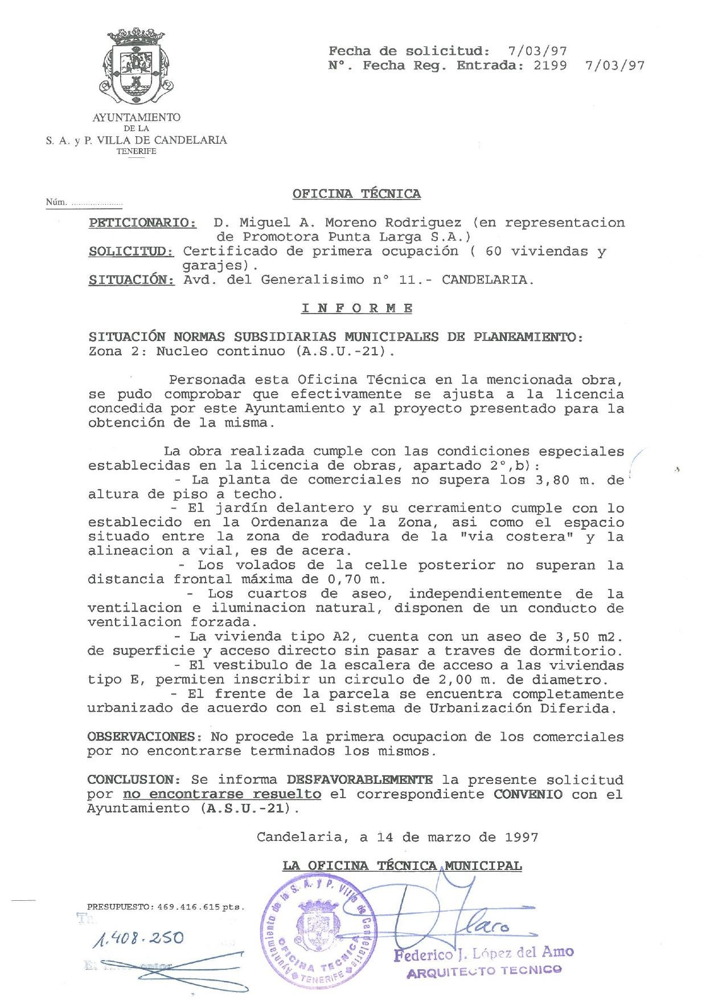 Fecha de solicitud: 7/03/97
Nº. Fecha Reg. Entrada: 2199 7/03/97
AYUNTAMIENTO
DE LA
S. A. y P. VILLA DE CANDELARIA
TENERIFE
Núm. ......................
OFICINA TÉCNICA
PETICIONARIO: D. Miguel A. Moreno Rodriguez (en representacion
de Promotora Punta Larga S.A.)
SOLICITUD: Certificado de primera ocupación ( 60 viviendas y
garajes).
SITUACIÓN: Avd. del Generalisimo nº 11.- CANDELARIA.
I N F O R M E
SITUACIÓN NORMAS SUBSIDIARIAS MUNICIPALES DE PLANEAMIENTO:
Zona 2: Nucleo continuo (A.S.U.-21).
Personada esta Oficina Técnica en la mencionada obra,
se pudo comprobar que efectivamente se ajusta a la licencia
concedida por este Ayuntamiento y al proyecto presentado para la
obtención de la misma.
La obra realizada cumple con las condiciones especiales
establecidas en la licencia de obras, apartado 2º,b):
- La planta de comerciales no supera los 3,80 m. de
altura de piso a techo.
- El jardín delantero y su cerramiento cumple con lo
establecido en la Ordenanza de la Zona, asi como el espacio
situado entre la zona de rodadura de la "via costera" y la
alineacion a vial, es de acera.
- Los volados de la celle posterior no superan la
distancia frontal máxima de 0,70 m.
- Los cuartos de aseo, independientemente de la
ventilacion e iluminacion natural, disponen de un conducto de
ventilacion forzada.
- La vivienda tipo A2, cuenta con un aseo de 3,50 m2.
de superficie y acceso directo sin pasar a traves de dormitorio.
- El vestibulo de la escalera de acceso a las viviendas
tipo E, permiten inscribir un circulo de 2,00 m. de diametro.
- El frente de la parcela se encuentra completamente
urbanizado de acuerdo con el sistema de Urbanización Diferida.
OBSERVACIONES: No procede la primera ocupacion de los comerciales
por no encontrarse terminados los mismos.
CONCLUSION: Se informa DESFAVORABLEMENTE la presente solicitud
por no encontrarse resuelto el correspondiente CONVENIO con el
Ayuntamiento (A.S.U.-21).
Candelaria, a 14 de marzo de 1997
LA OFICINA TÉCNICA MUNICIPAL
Ayuntamiento de la S. A. y P. Villa de Candelaria
OFICINA TECNICA
TENERIFE
PRESUPUESTO: 469.416.615 pts.
1.408.250
Federico J. López del Amo
ARQUITECTO TECNICO